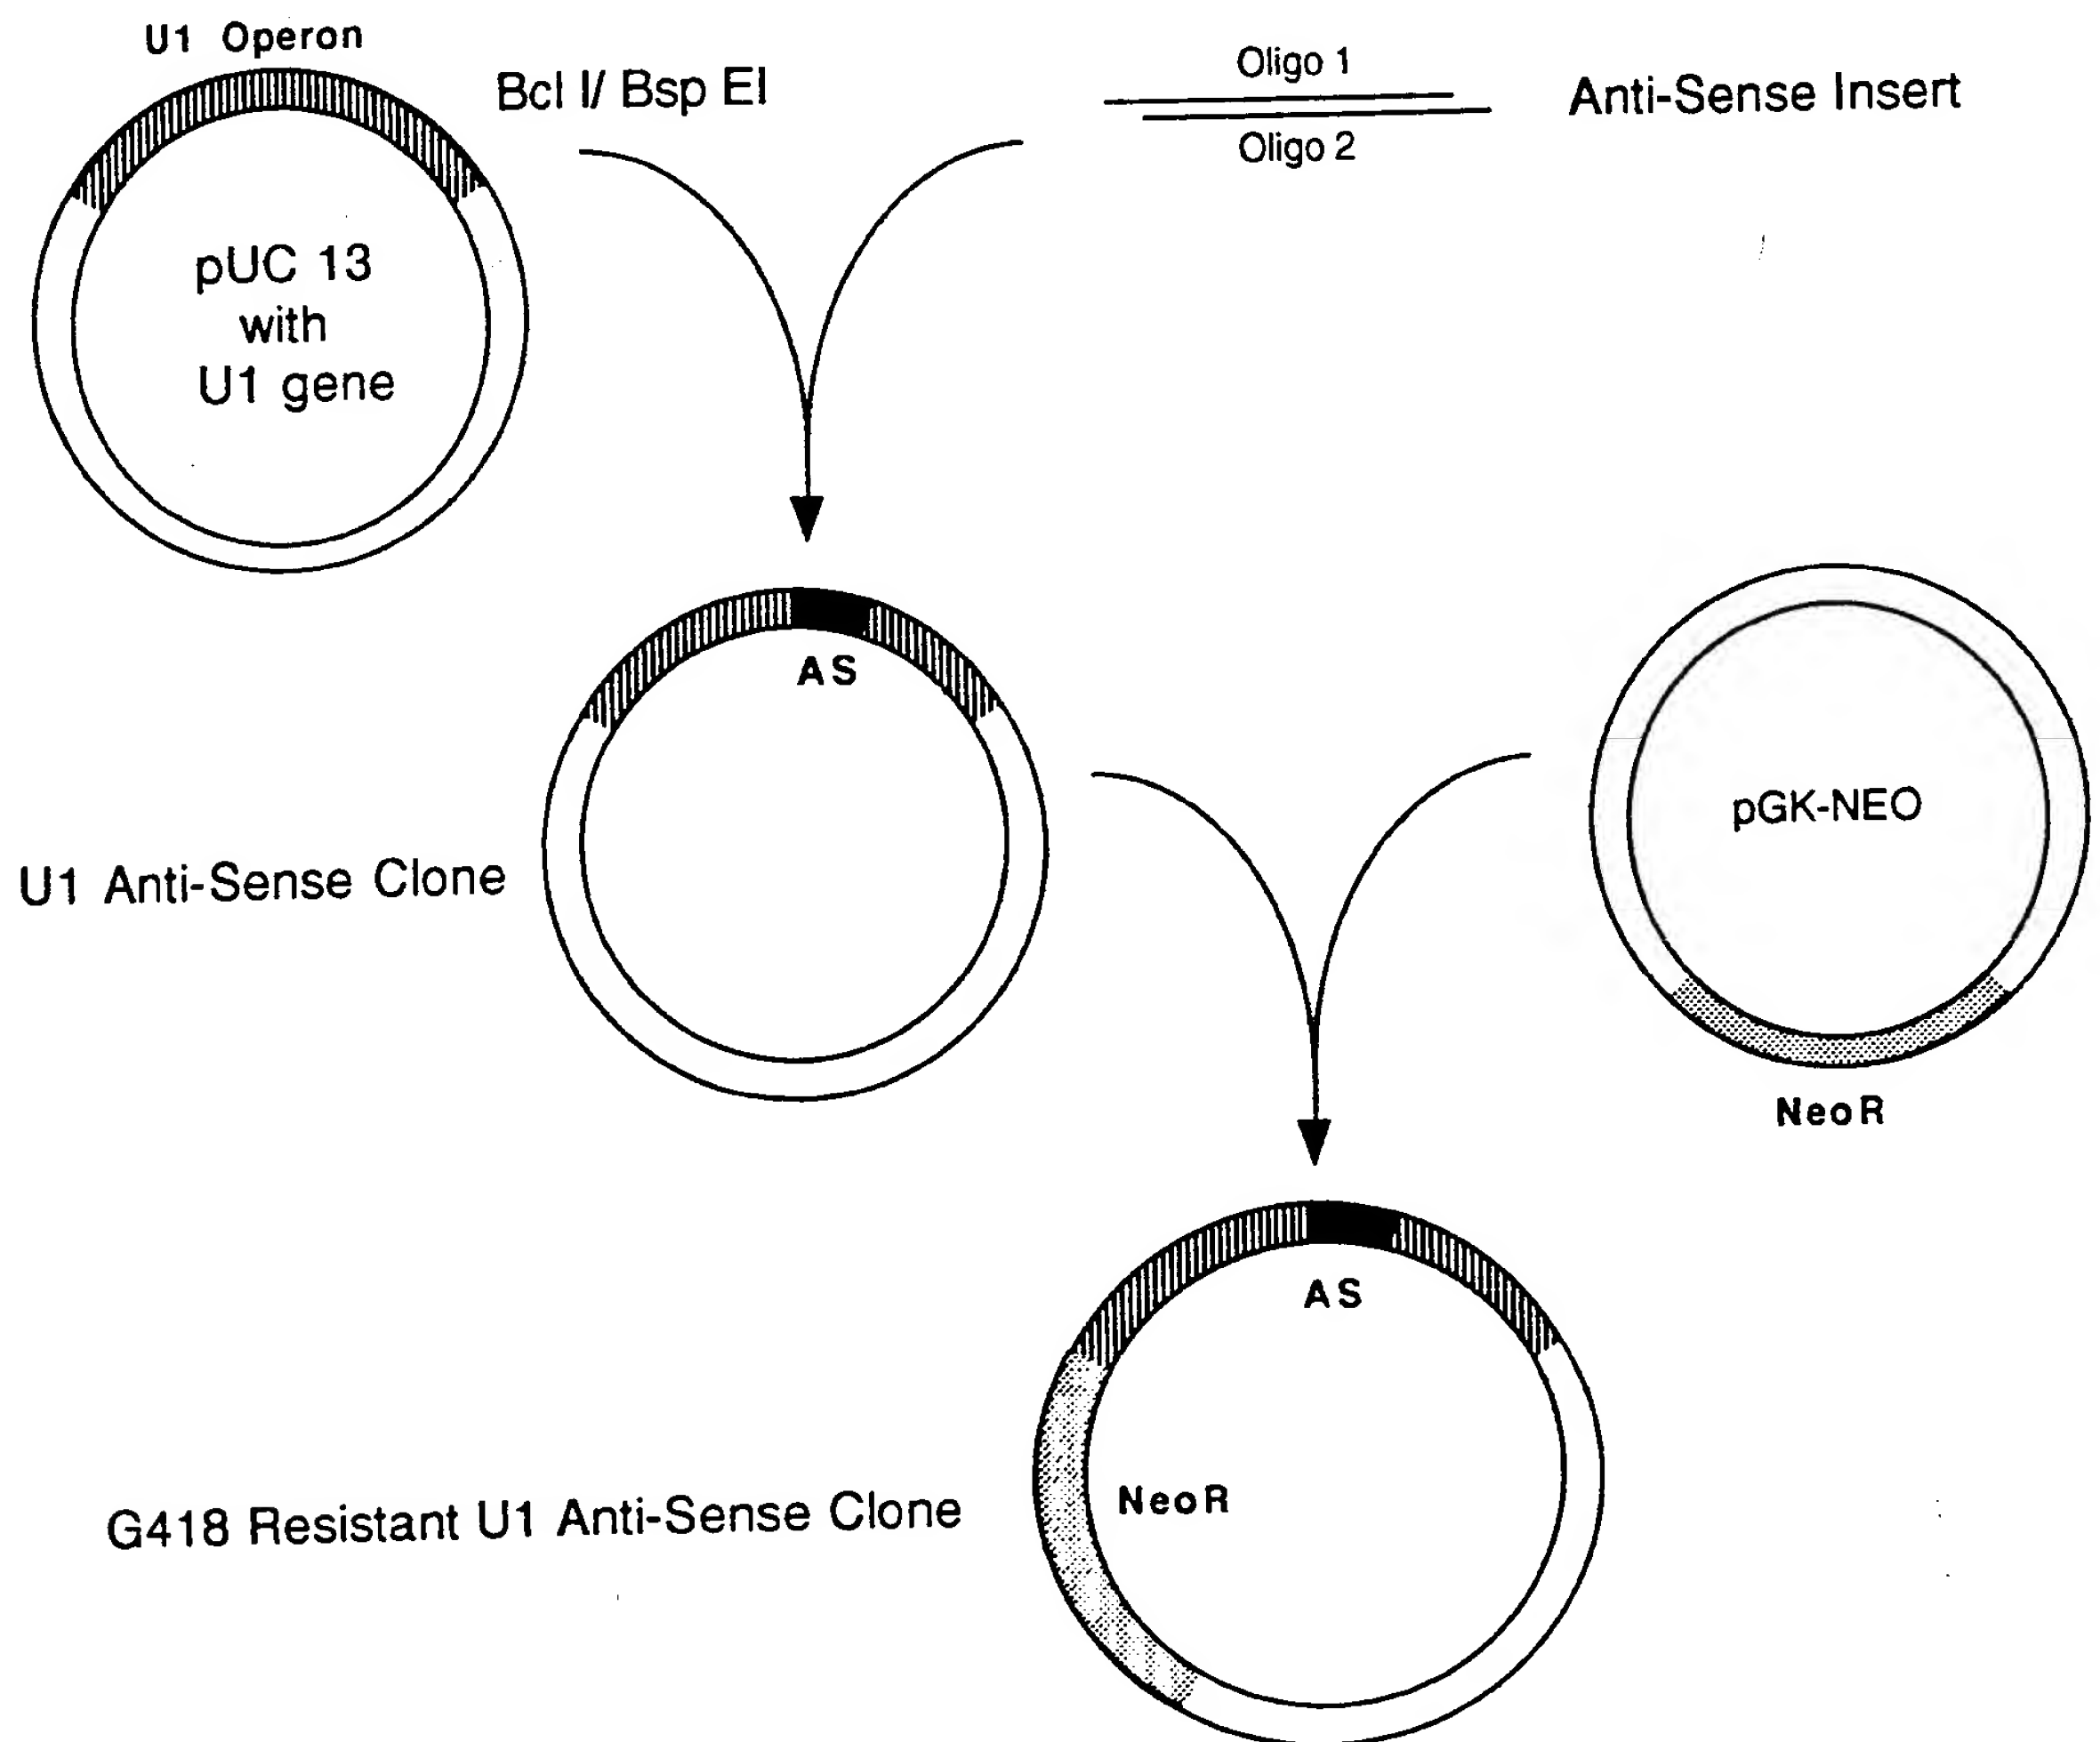 U1 Operon
Bcl I/ Bsp EI
Oligo 1
Oligo 2
Anti-Sense Insert
pUC 13
with
U1 gene
AS
U1 Anti-Sense Clone
pGK-NEO
NeoR
AS
NeoR
G418 Resistant U1 Anti-Sense Clone